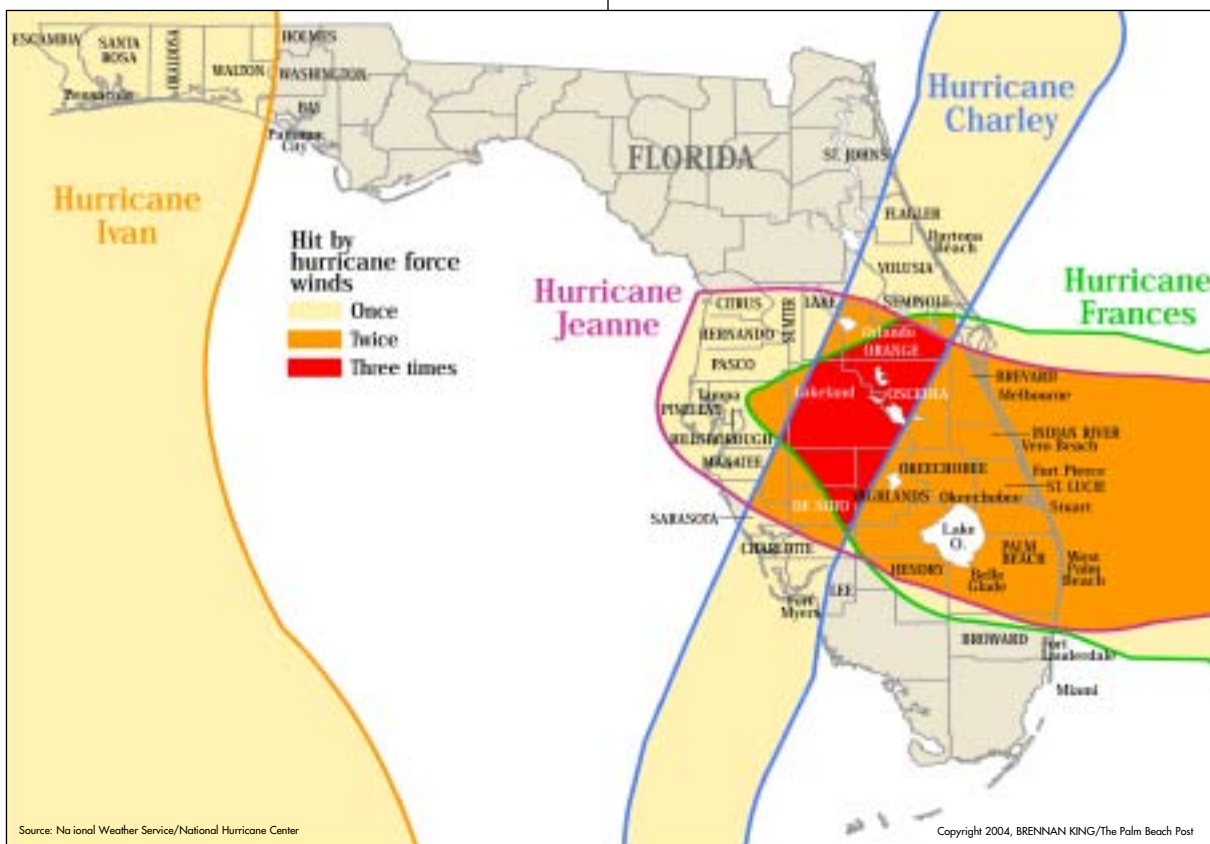 ESCAMBIA
SANTA
ROSA
OKALOOSA
WALTON
HOLMES
WASHINGTON
BAY
Pensacola
Panama
City
Hurricane
Ivan
FLORIDA
Hurricane
Charley
ST. JOHNS
FLAGLER
Daytona
Beach
VOLUSIA
Hit by
hurricane force
winds
Once
Twice
Three times
Hurricane
Jeanne
Hurricane
Frances
CITRUS
SUMTER
LAKE
SEMINOLE
HERNANDO
Orlando
ORANGE
PASCO
BREVARD
Melbourne
Tampa
Lakeland
OSCEOLA
PINELLAS
HILLSBOROUGH
INDIAN RIVER
Vero Beach
MANATEE
OKEECHOBEE
Fort Pierce
ST. LUCIE
HIGHLANDS
Okeechobee
DE SOTO
Stuart
SARASOTA
Lake
O.
CHARLOTTE
PALM
BEACH
West
Palm
Beach
HENDRY
Belle
Glade
LEE
Fort
Myers
BROWARD
Fort
Lauderdale
Miami
Source: Na ional Weather Service/National Hurricane Center
Copyright 2004, BRENNAN KING/The Palm Beach Post